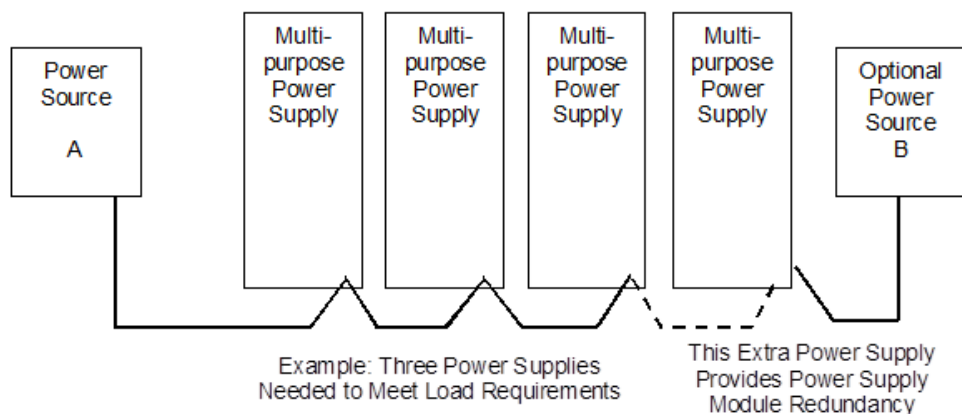 Power
Source
A
Multi-
purpose
Power
Supply
Multi-
purpose
Power
Supply
Multi-
purpose
Power
Supply
Multi-
purpose
Power
Supply
Optional
Power
Source
B
Example: Three Power Supplies
Needed to Meet Load Requirements
This Extra Power Supply
Provides Power Supply
Module Redundancy